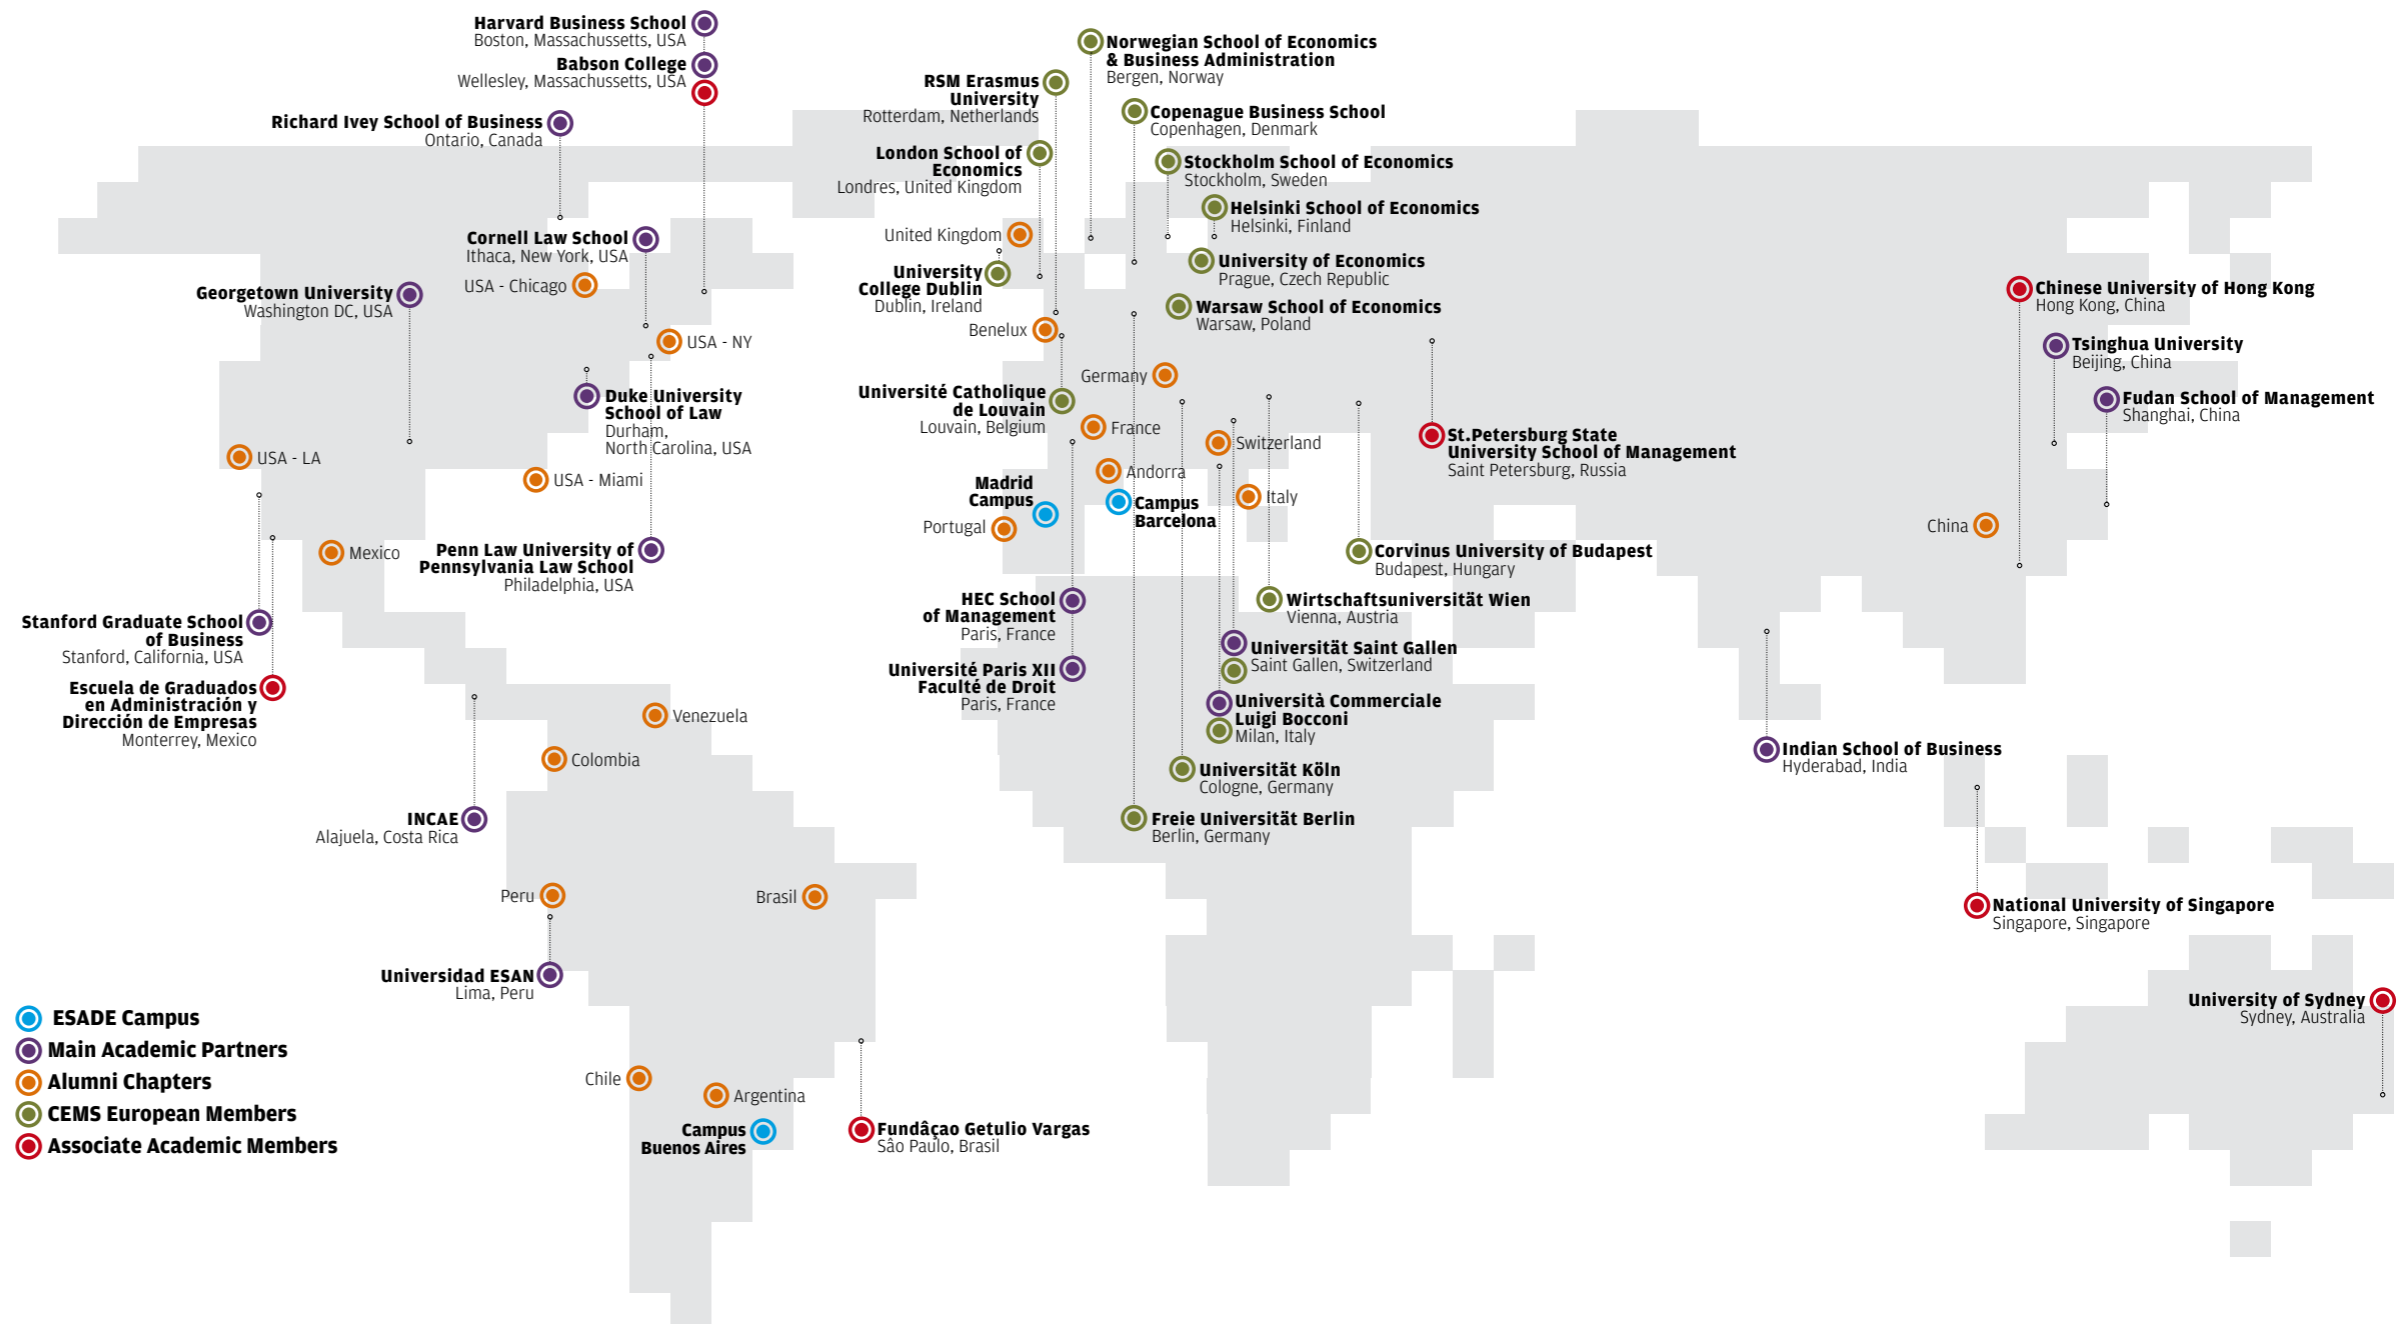 Harvard Business School
Boston, Massachussetts, USA
Babson College
Wellesley, Massachusetts, USA
Richard Ivey School of Business
Ontario, Canada
Cornell Law School
Ithaca, New York, USA
USA - Chicago
Georgetown University
Washington DC, USA
USA - NY
Duke University
School of Law
Durham,
North Carolina, USA
USA - LA
USA - Miami
Mexico
Penn Law University of
Pennsylvania Law School
Philadelphia, USA
Stanford Graduate School
of Business
Stanford, California, USA
Escuela de Graduados
en Administración y
Dirección de Empresas
Monterrey, Mexico
Venezuela
Colombia
INCAE
Alajuela, Costa Rica
Peru
Brasil
Universidad ESAN
Lima, Peru
Chile
Argentina
Campus
Buenos Aires
Fundâçao Getulio Vargas
Sâo Paulo, Brasil
Norwegian School of Economics
& Business Administration
Bergen, Norway
RSM Erasmus
University
Rotterdam, Netherlands
Copenague Business School
Copenhagen, Denmark
London School of
Economics
Londres, United Kingdom
Stockholm School of Economics
Stockholm, Sweden
Helsinki School of Economics
Helsinki, Finland
United Kingdom
University
College Dublin
Dublin, Ireland
University of Economics
Prague, Czech Republic
Warsaw School of Economics
Warsaw, Poland
Benelux
Germany
Université Catholique
de Louvain
Louvain, Belgium
France
Switzerland
Andorra
Madrid
Campus
Campus
Barcelona
Italy
Portugal
St.Petersburg State
University School of Management
Saint Petersburg, Russia
Corvinus University of Budapest
Budapest, Hungary
HEC School
of Management
Paris, France
Wirtschaftsuniversität Wien
Vienna, Austria
Universität Saint Gallen
Saint Gallen, Switzerland
Université Paris XII
Faculté de Droit
Paris, France
Università Commerciale
Luigi Bocconi
Milan, Italy
Universität Köln
Cologne, Germany
Freie Universität Berlin
Berlin, Germany
Chinese University of Hong Kong
Hong Kong, China
Tsinghua University
Beijing, China
Fudan School of Management
Shanghai, China
China
Indian School of Business
Hyderabad, India
National University of Singapore
Singapore, Singapore
University of Sydney
Sydney, Australia
ESADE Campus
Main Academic Partners
Alumni Chapters
CEMS European Members
Associate Academic Members